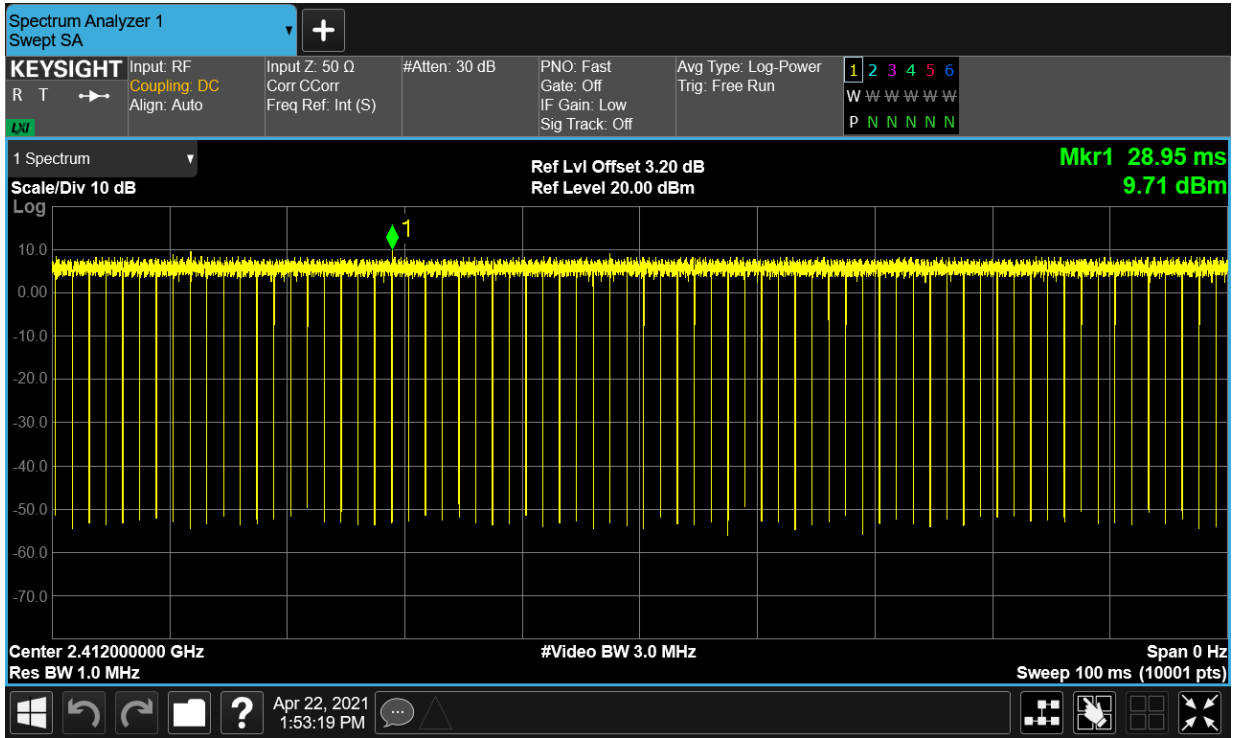 Spectrum Analyzer 1
Swept SA
KEYSIGHT
R T
LXI
Input: RF
Coupling: DC
Align: Auto
Input Z: 50 Ω
Corr CCorr
Freq Ref: Int (S)
#Atten: 30 dB
PNO: Fast
Gate: Off
IF Gain: Low
Sig Track: Off
Avg Type: Log-Power
Trig: Free Run
1 2 3 4 5 6
W W W W W W
P N N N N N
1 Spectrum
Scale/Div 10 dB
Log
Ref Lvl Offset 3.20 dB
Ref Level 20.00 dBm
Mkr1 28.95 ms
9.71 dBm
1
10.0
0.00
-10.0
-20.0
-30.0
-40.0
-50.0
-60.0
-70.0
Center 2.412000000 GHz
Res BW 1.0 MHz
#Video BW 3.0 MHz
Span 0 Hz
Sweep 100 ms (10001 pts)
?
Apr 22, 2021
1:53:19 PM